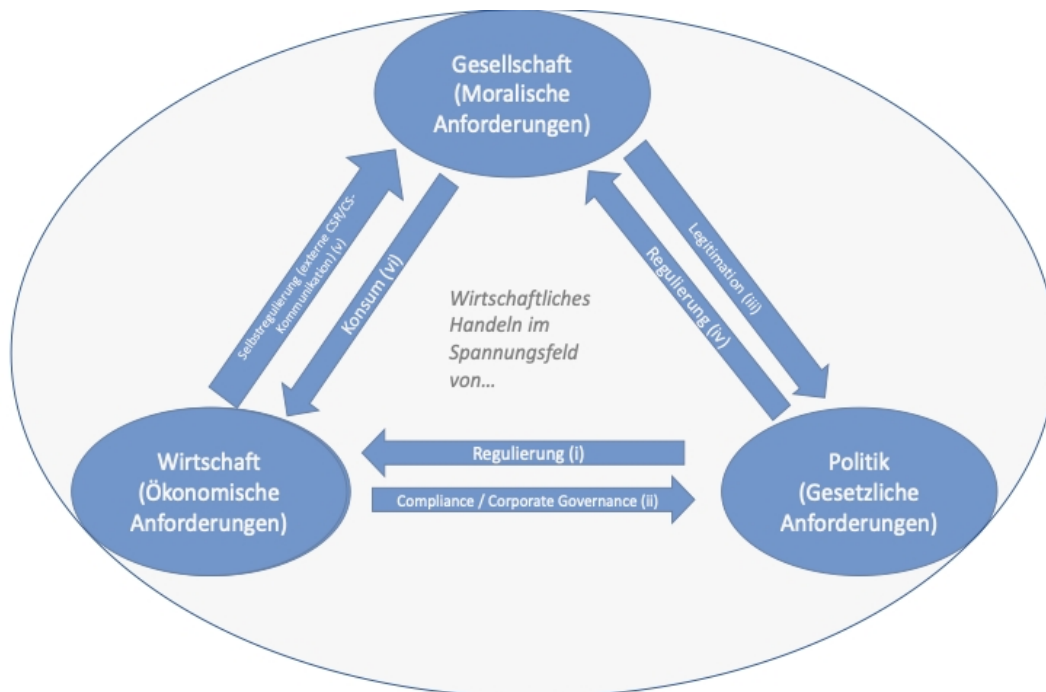 Gesellschaft
(Moralische
Anforderungen)
Selbstregulierung (externe CSR/CS-
Kommunikation) (v)
Konsum (vi)
Wirtschaftliches
Handeln im
Spannungsfeld
von...
Regulierung (iv)
Legitimation (iii)
Wirtschaft
(Ökonomische
Anforderungen)
Regulierung (i)
Compliance / Corporate Governance (ii)
Politik
(Gesetzliche
Anforderungen)